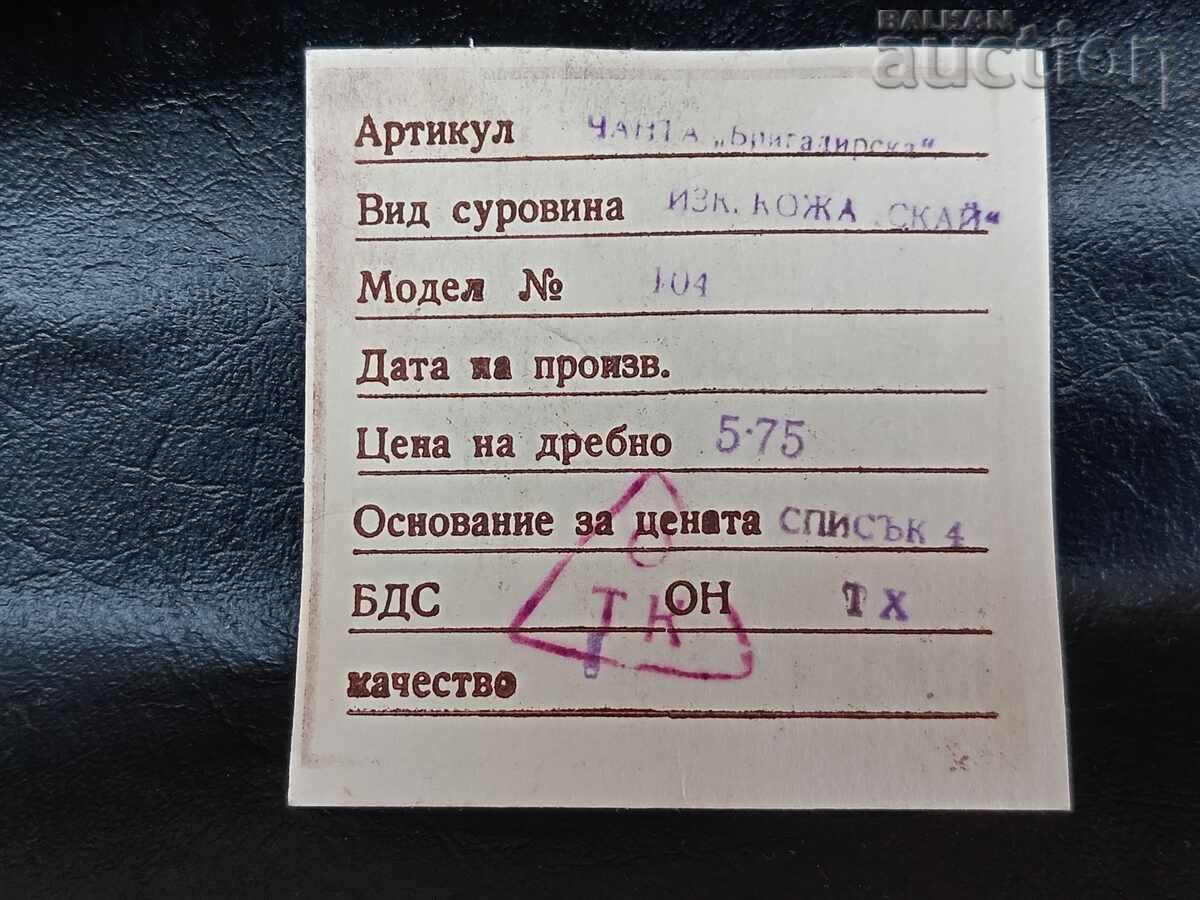 BALKAN
auction
Артикул ЧАНТА „Бригадирска“
Вид суровина ИЗК. КОЖА „СКАЙ“
Модел № 104
Дата на произв.
Цена на дребно 5·75
Основание за цената СПИСЪК 4
БДС ОН ТХ
О
ТК
качество